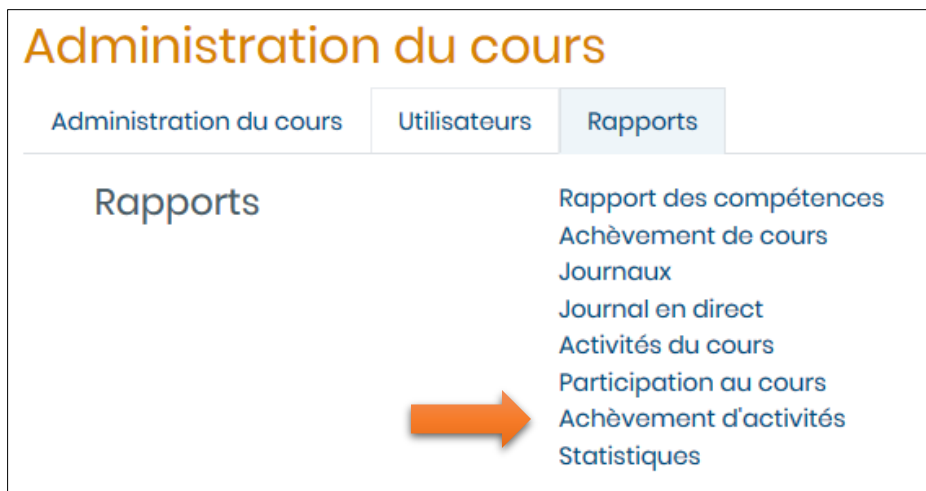 Administration du cours
Administration du cours Utilisateurs Rapports
Rapports
Rapport des compétences
Achèvement de cours
Journaux
Journal en direct
Activités du cours
Participation au cours
Achèvement d'activités
Statistiques